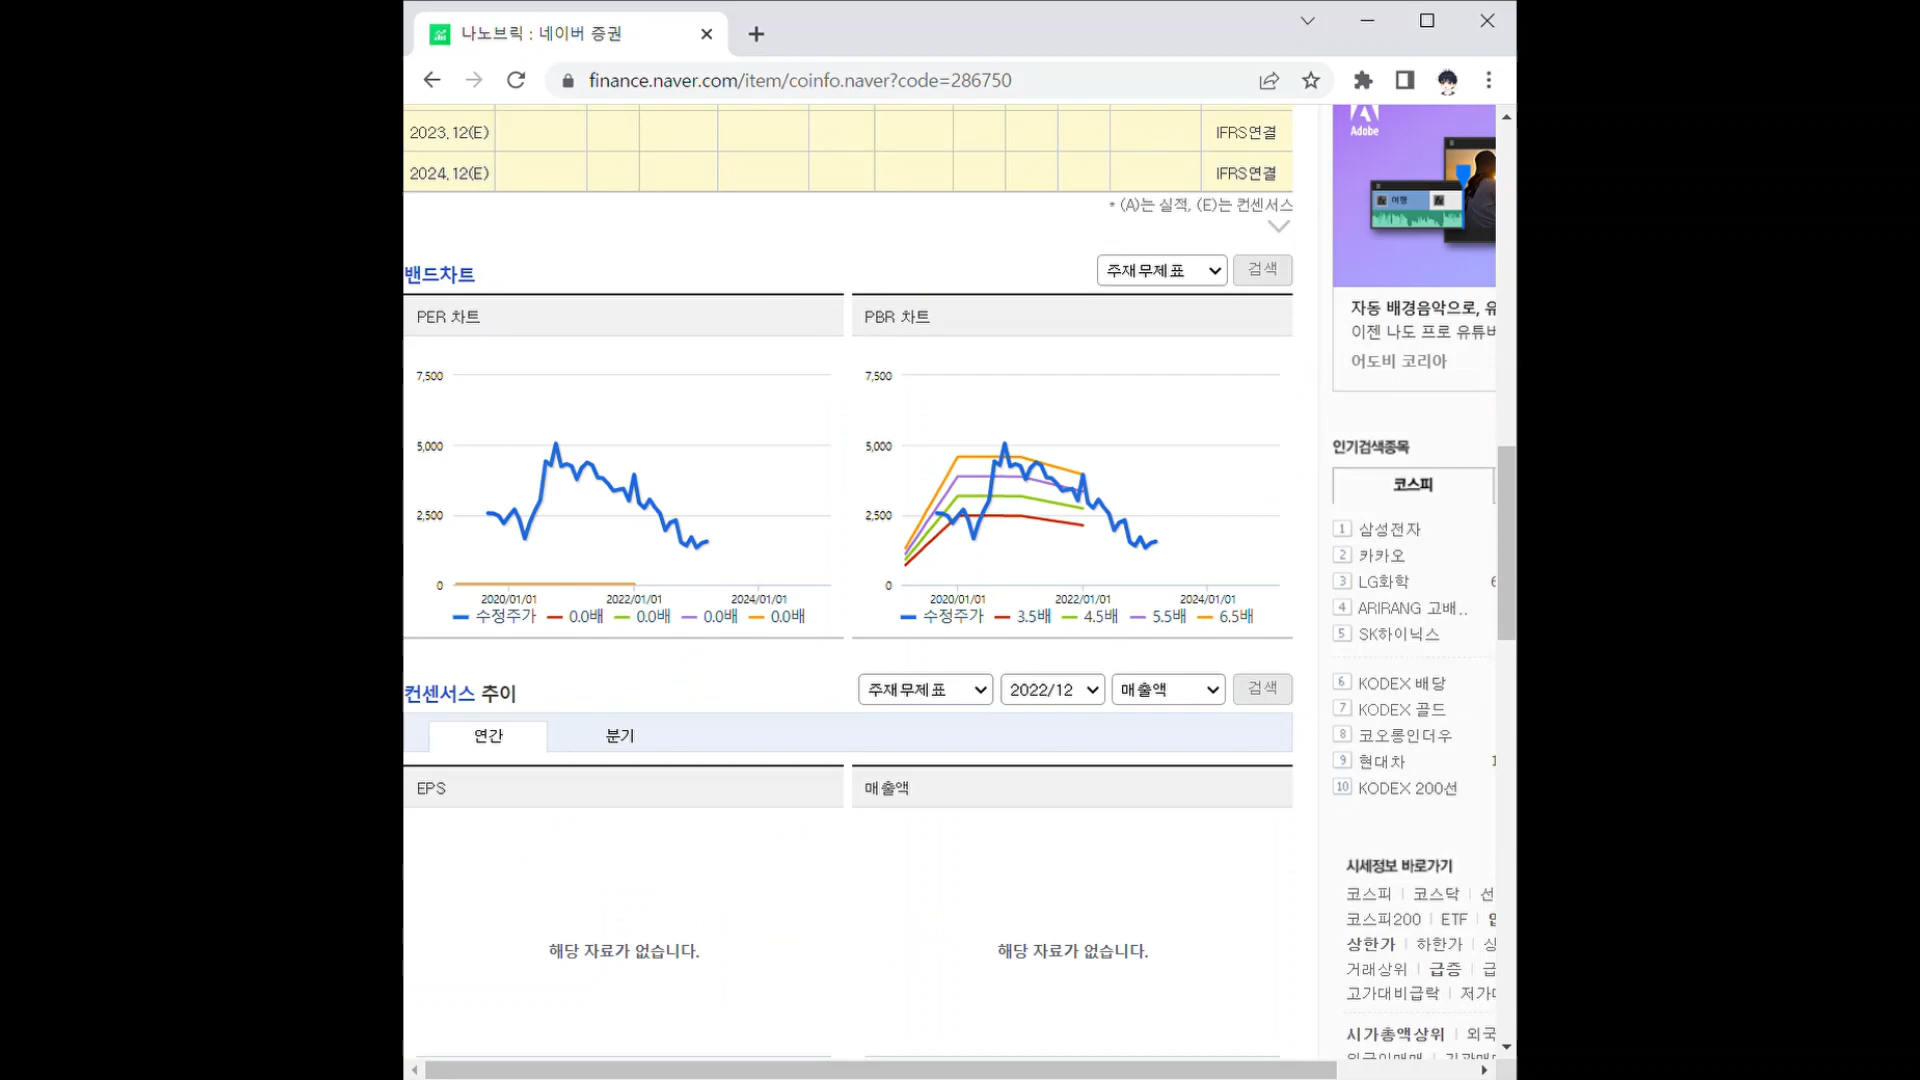 나노브릭 : 네이버 증권
finance.naver.com/item/coinfo.naver?code=286750
2023.12(E) IFRS연결
2024.12(E) IFRS연결
* (A)는 실적, (E)는 컨센서스
밴드차트
주재무제표 검색
PER 차트
7,500
5,000
2,500
0
2020/01/01 2022/01/01 2024/01/01
수정주가 0.0배 0.0배 0.0배 0.0배
PBR 차트
7,500
5,000
2,500
0
2020/01/01 2022/01/01 2024/01/01
수정주가 3.5배 4.5배 5.5배 6.5배
컨센서스 추이
주재무제표 2022/12 매출액 검색
연간 분기
EPS
해당 자료가 없습니다.
매출액
해당 자료가 없습니다.
Adobe
여행
자동 배경음악으로, 유
이젠 나도 프로 유튜버
어도비 코리아
인기검색종목
코스피
1 삼성전자
2 카카오
3 LG화학 6
4 ARIRANG 고배..
5 SK하이닉스
6 KODEX 배당
7 KODEX 골드
8 코오롱인더우
9 현대차 1
10 KODEX 200선
시세정보 바로가기
코스피 | 코스닥 | 선
코스피200 | ETF |
상한가 | 하한가 |
거래상위 | 급증 | 급
고가대비급락 |
시가총액상위 | 외국